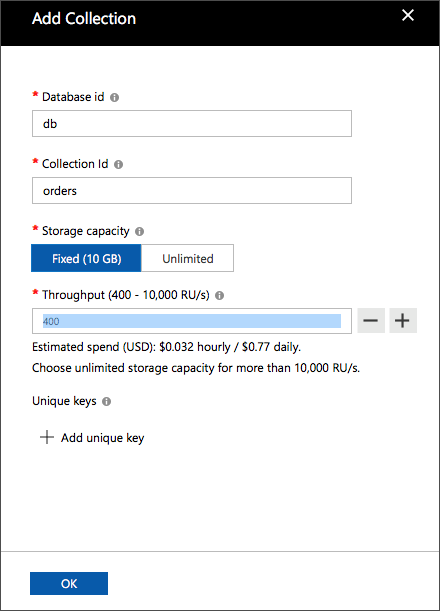 Add Collection
* Database id
db
* Collection Id
orders
* Storage capacity
Fixed (10 GB) Unlimited
* Throughput (400 - 10,000 RU/s)
400
Estimated spend (USD): $0.032 hourly / $0.77 daily.
Choose unlimited storage capacity for more than 10,000 RU/s.
Unique keys
Add unique key
OK